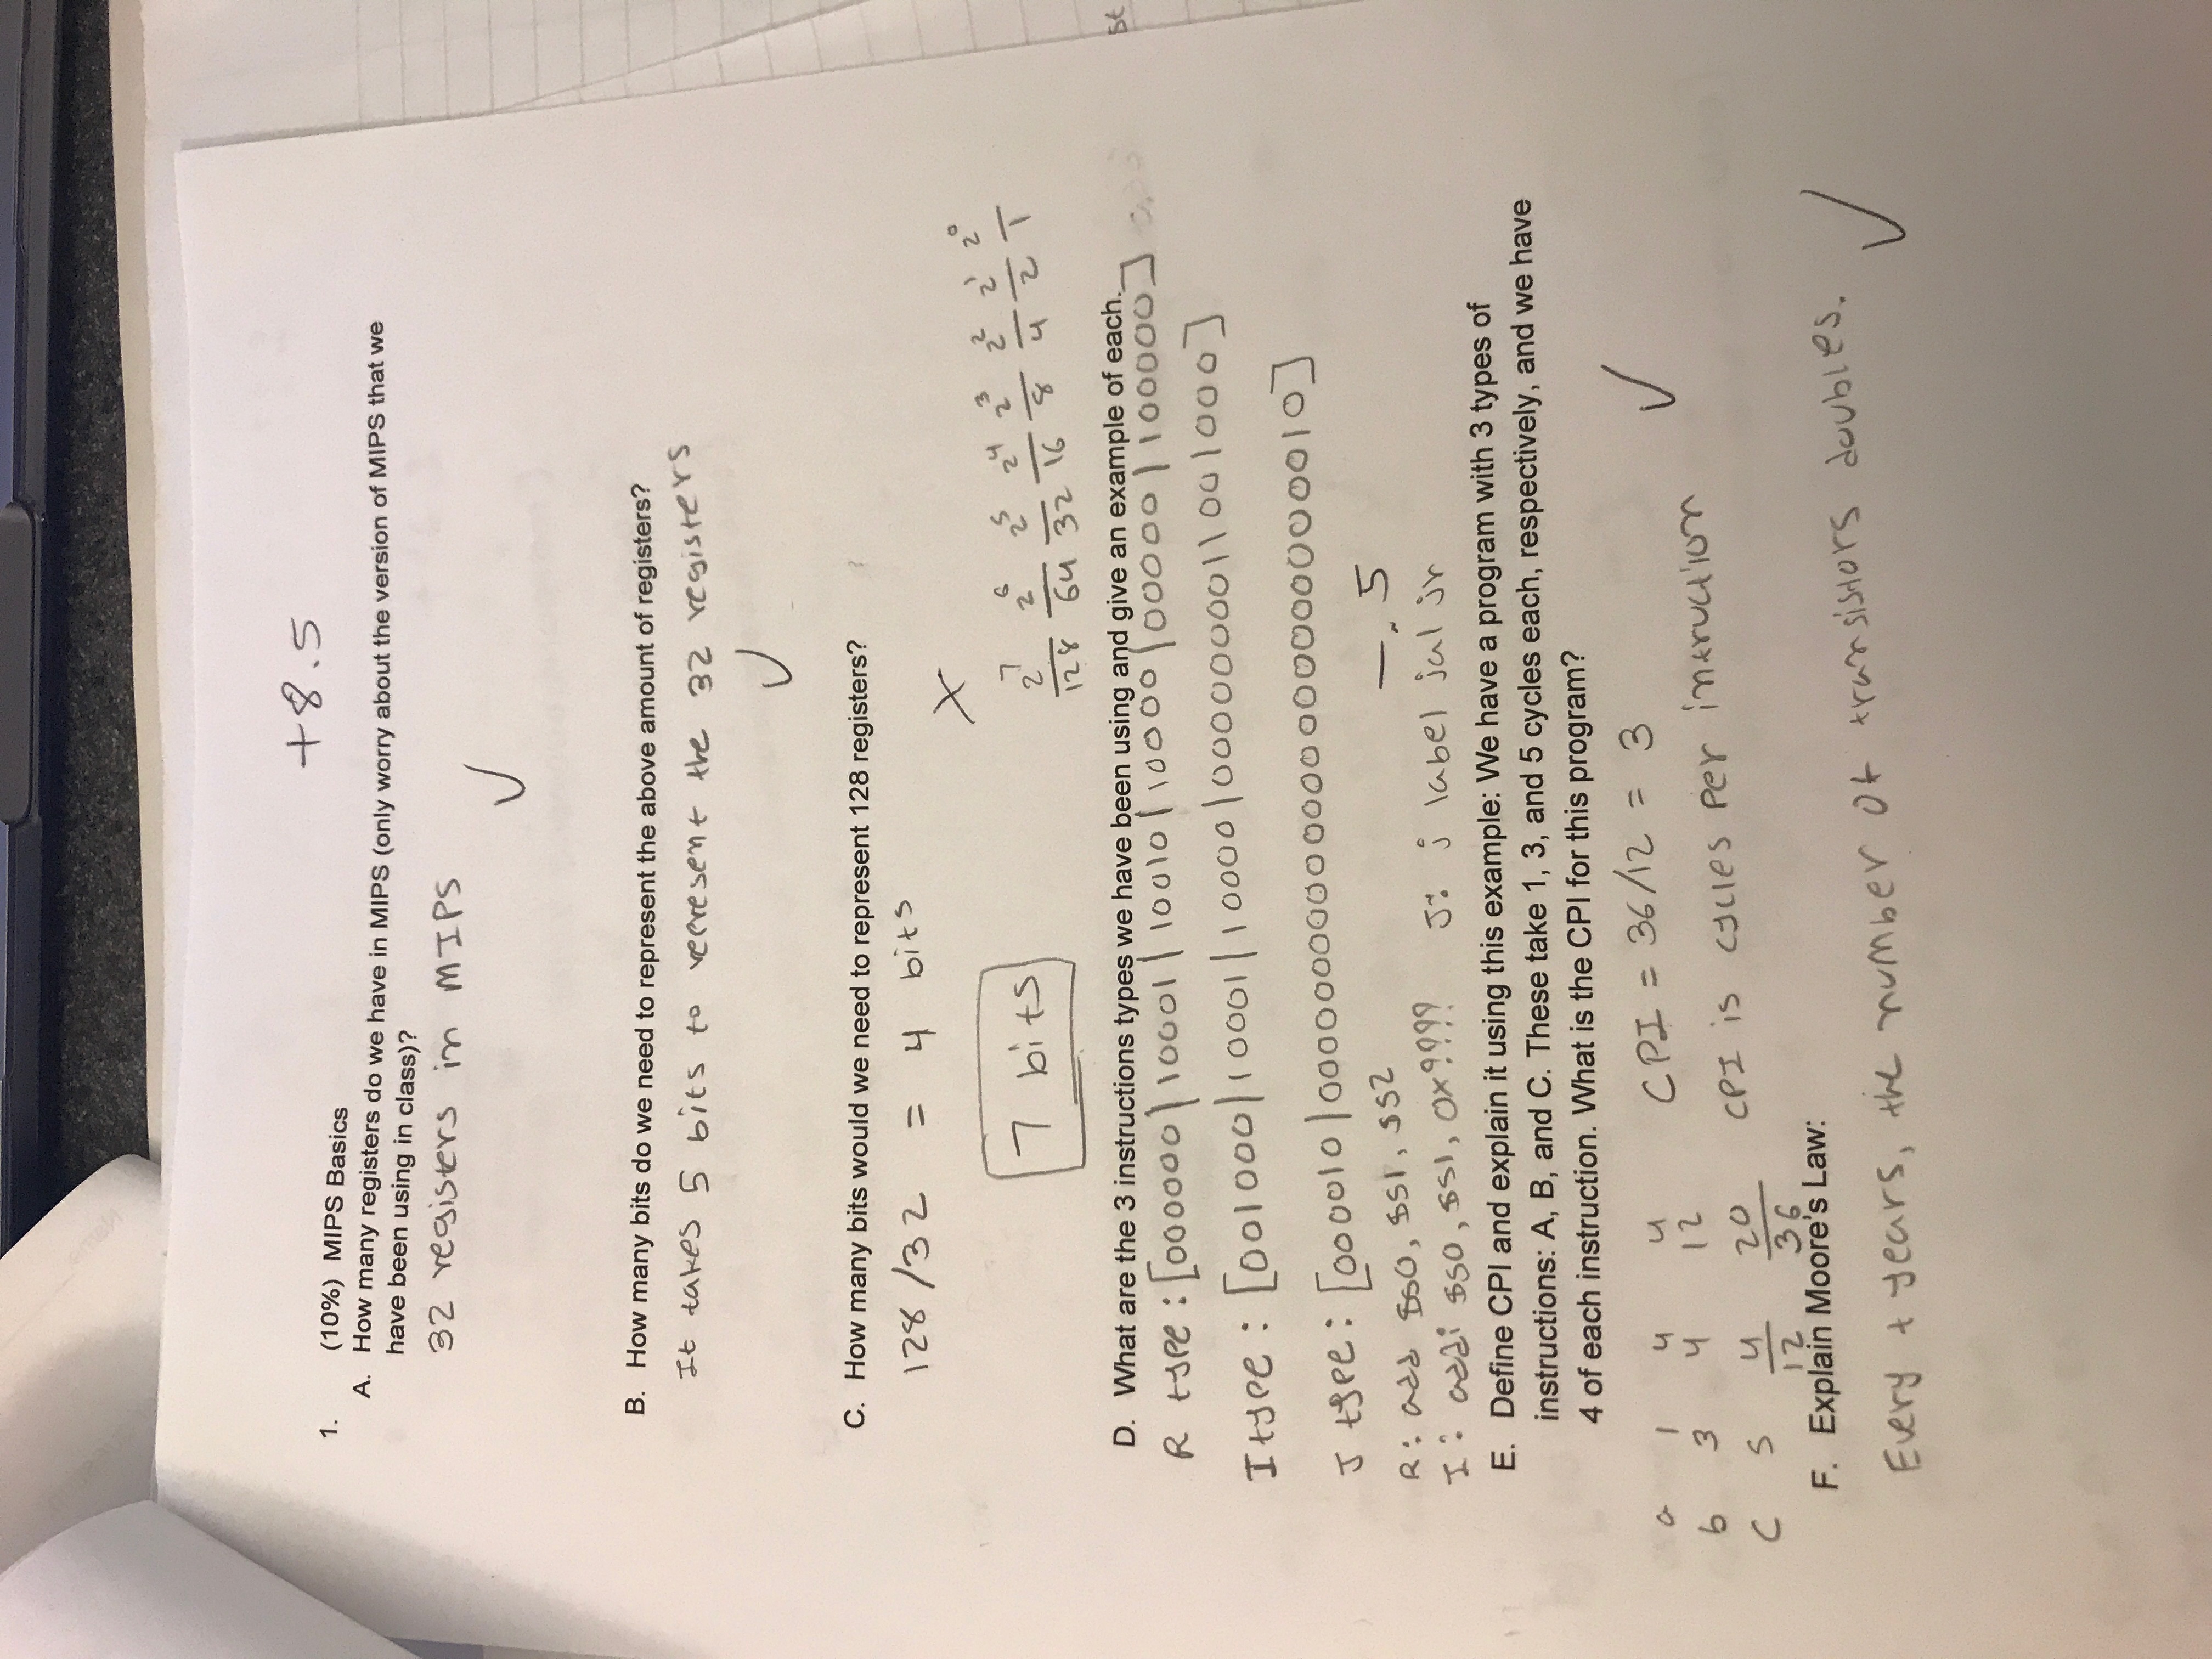 +8.5
1. (10%) MIPS Basics
A. How many registers do we have in MIPS (only worry about the version of MIPS that we
have been using in class)?
32 registers in MIPS
✓
B. How many bits do we need to represent the above amount of registers?
It takes 5 bits to represent the 32 registers
✓
C. How many bits would we need to represent 128 registers?
128/32 = 4 bits
X
7 bits
2^7 2^6 2^5 2^4 2^3 2^2 2^1 2^0
128 64 32 16 8 4 2 1
D. What are the 3 instructions types we have been using and give an example of each.
R type : [000000|10001|10010|10000|00000|100000]
I type : [001000|10001|10000|0000000011001000]
J type : [000010|00000000000000000000000010]
-.5
R: add $s0, $s1, $s2
I: addi $s0, $s1, 0x???? J: j label jal jr
E. Define CPI and explain it using this example: We have a program with 3 types of
instructions: A, B, and C. These take 1, 3, and 5 cycles each, respectively, and we have
4 of each instruction. What is the CPI for this program?
a 1 4 4 CPI = 36/12 = 3 ✓
b 3 4 12
C 5 4 20 CPI is cycles per intruction
12 36
F. Explain Moore's Law:
Every t years, the number of transistors doubles. ✓